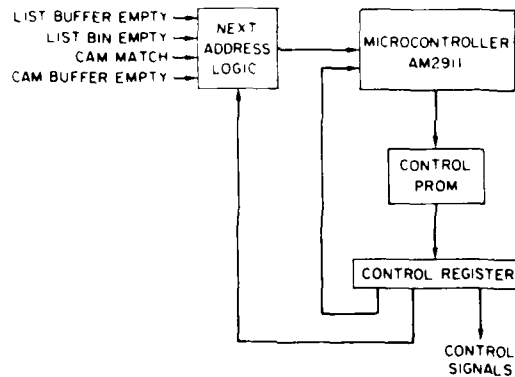 LIST BUFFER EMPTY
LIST BIN EMPTY
CAM MATCH
CAM BUFFER EMPTY
NEXT
ADDRESS
LOGIC
MICROCONTROLLER
AM2911
CONTROL
PROM
CONTROL REGISTER
CONTROL
SIGNALS